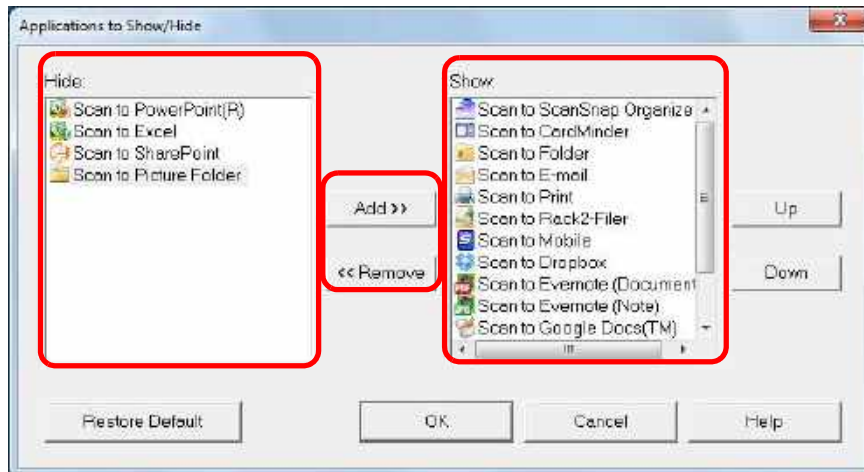 Applications to Show/Hide
Hide:
Scan to PowerPoint(R)
Scan to Excel
Scan to SharePoint
Scan to Picture Folder
Add >>
<< Remove
Show
Scan to ScanSnap Organize
Scan to CardMinder
Scan to Folder
Scan to E-mail
Scan to Print
Scan to Rack2-Filer
Scan to Mobile
Scan to Dropbox
Scan to Evernote (Document
Scan to Evernote (Note)
Scan to Google Docs(TM)
Up
Down
Restore Default
OK
Cancel
Help